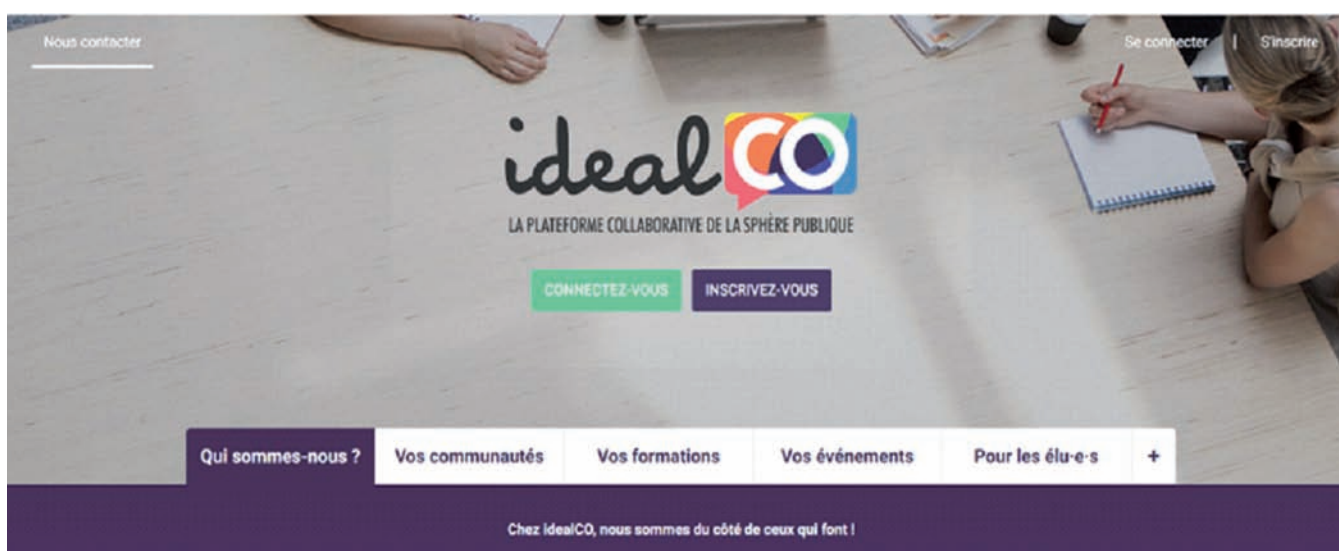 Nous contacter
Se connecter | S'inscrire
idealCO
LA PLATEFORME COLLABORATIVE DE LA SPHÈRE PUBLIQUE
CONNECTEZ-VOUS INSCRIVEZ-VOUS
Qui sommes-nous ? Vos communautés Vos formations Vos événements Pour les élu·e·s +
Chez idealCO, nous sommes du côté de ceux qui font !